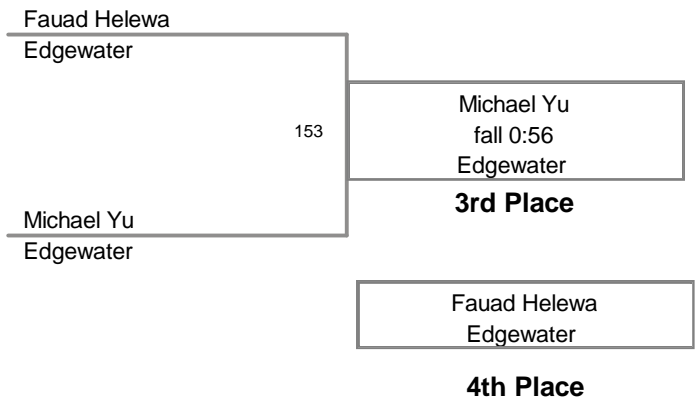 Fauad Helewa
Edgewater
153
Michael Yu
fall 0:56
Edgewater
3rd Place
Michael Yu
Edgewater
Fauad Helewa
Edgewater
4th Place